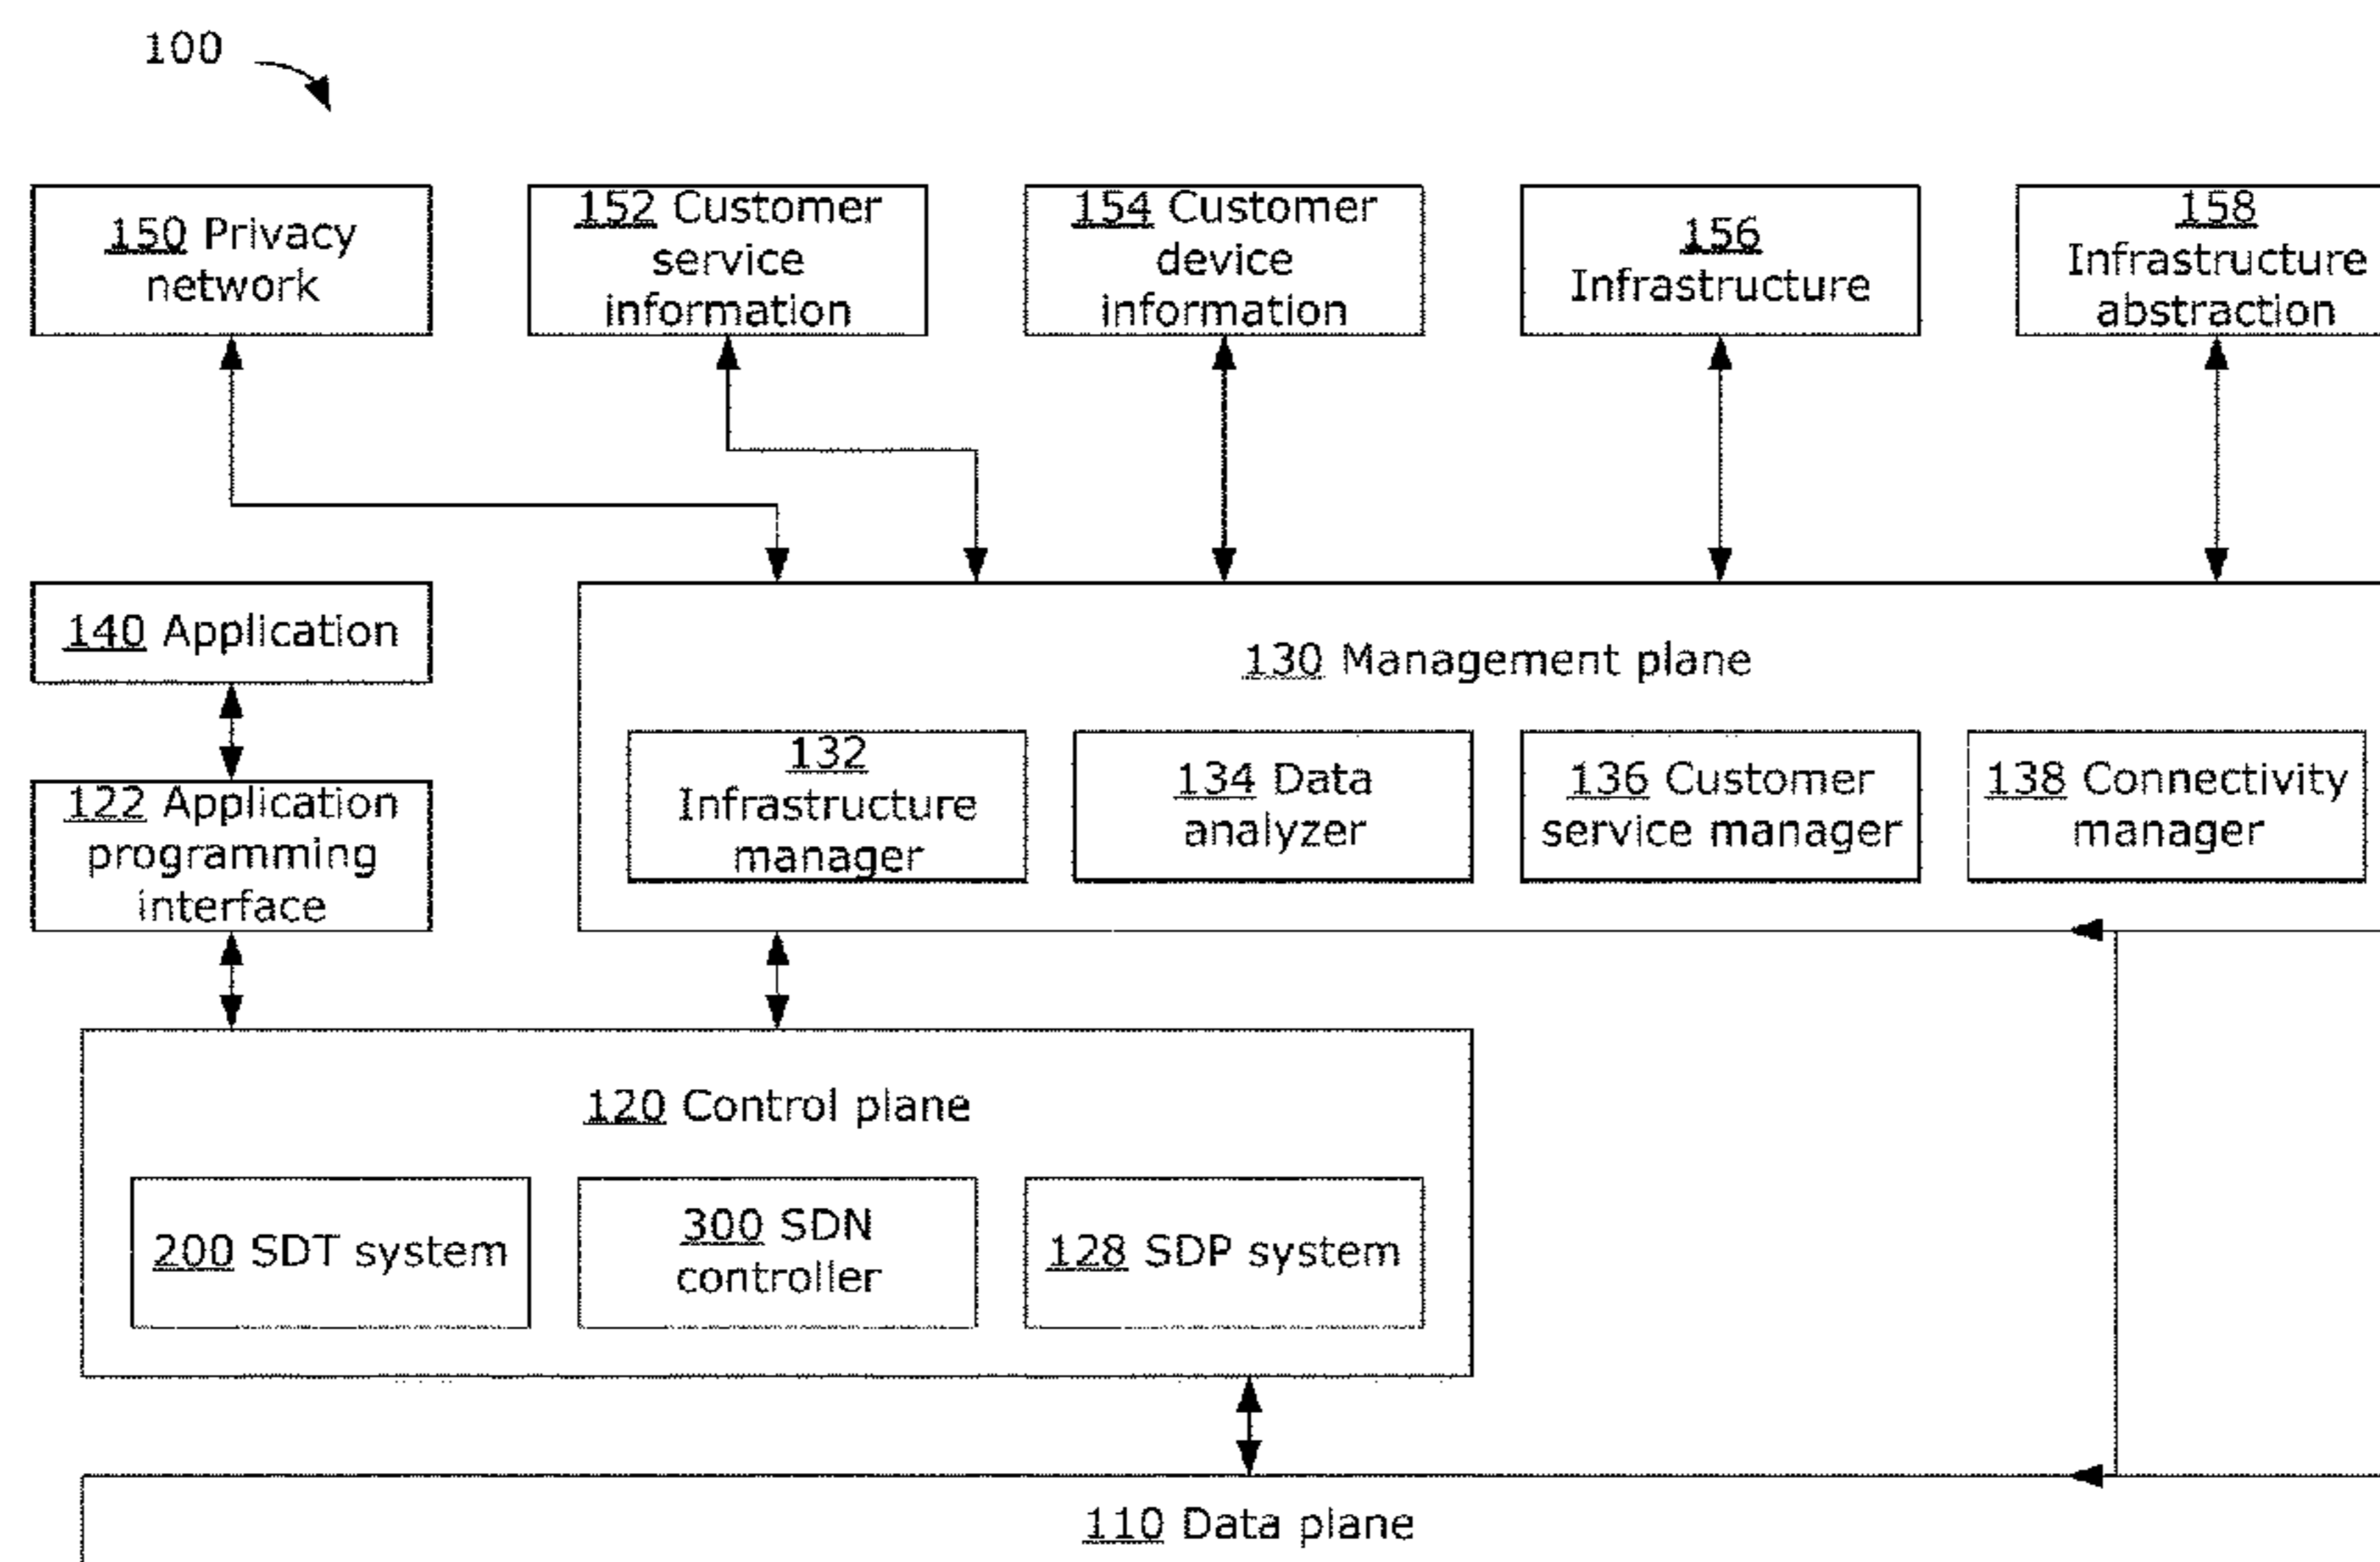 100
150 Privacy
network
152 Customer
service
information
154 Customer
device
information
156
Infrastructure
158
Infrastructure
abstraction
140 Application
130 Management plane
122 Application
programming
interface
132
Infrastructure
manager
134 Data
analyzer
136 Customer
service manager
138 Connectivity
manager
120 Control plane
200 SDT system
300 SDN
controller
128 SDP system
110 Data plane